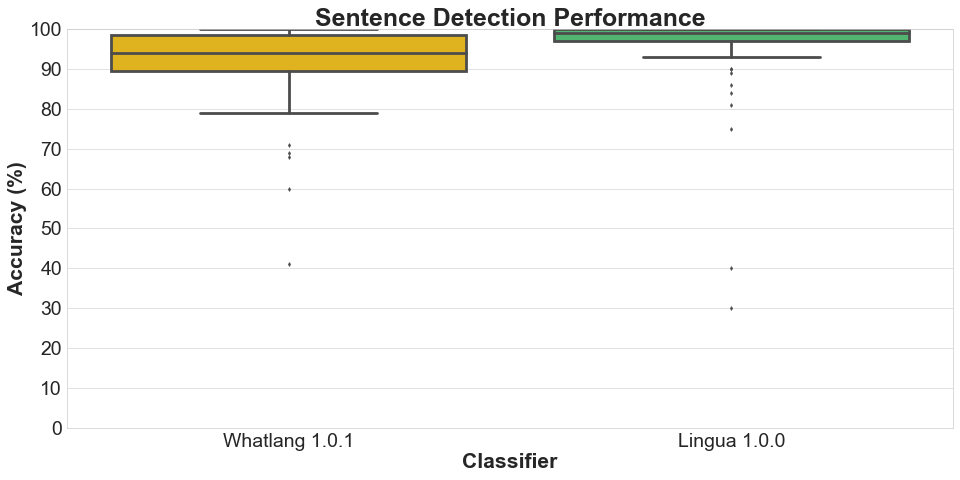 Sentence Detection Performance
Accuracy (%)
100
90
80
70
60
50
40
30
20
10
0
Whatlang 1.0.1
Lingua 1.0.0
Classifier